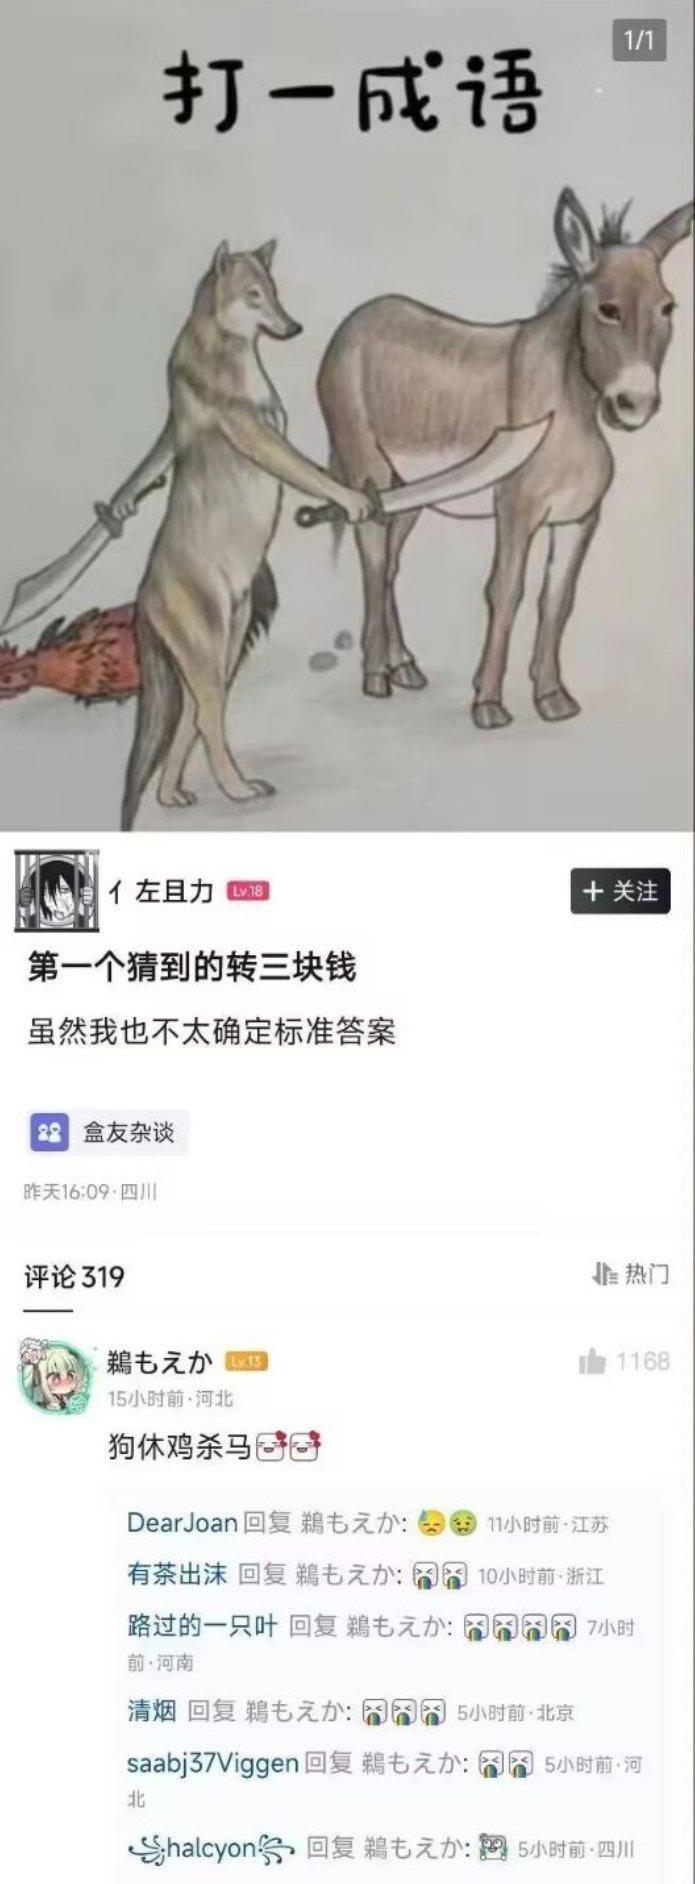 1/1
打一成语
亻左且力 Lv.18
+ 关注
第一个猜到的转三块钱
虽然我也不太确定标准答案
盒友杂谈
昨天16:09·四川
评论319
热门
鵜もえか Lv.13
1168
15小时前·河北
狗休鸡杀马
DearJoan 回复 鵜もえか: 11小时前·江苏
有茶出沫 回复 鵜もえか: 10小时前·浙江
路过的一只叶 回复 鵜もえか: 7小时
前·河南
清烟 回复 鵜もえか: 5小时前·北京
saabj37Viggen 回复 鵜もえか: 5小时前·河
北
꧁halcyon꧂ 回复 鵜もえか: 5小时前·四川